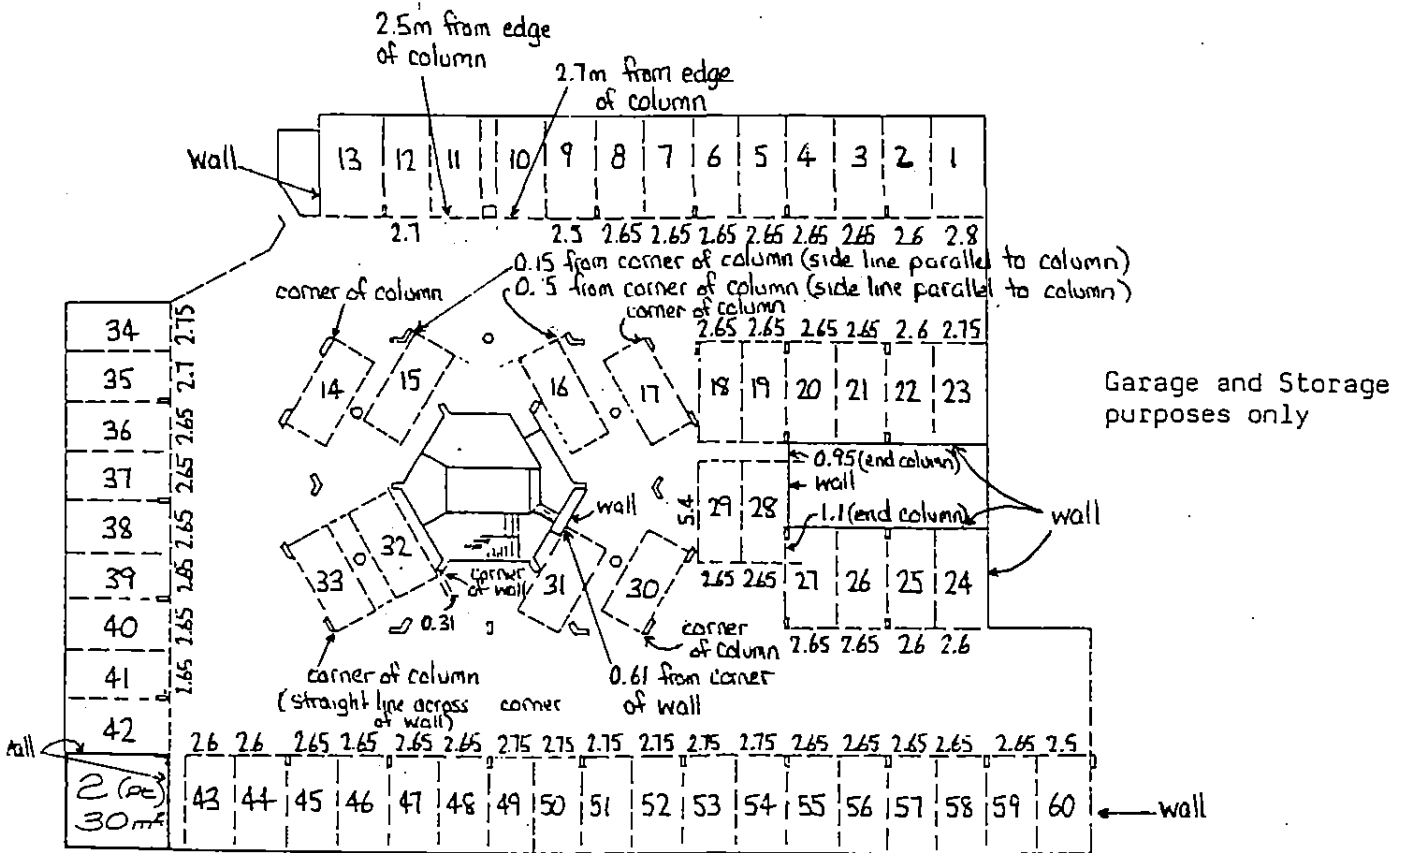 2.5m from edge
of column
2.7m from edge
of column
Wall
13 12 11 10 9 8 7 6 5 4 3 2 1
2.7 2.5 2.65 2.65 2.65 2.65 2.65 2.65 2.6 2.8
0.15 from corner of column (side line parallel to column)
corner of column
0.15 from corner of column (side line parallel to column)
corner of column
2.65 2.65 2.65 2.65 2.6 2.75
34 35 36 37 38 39 40 41 42
2.75 2.7 2.65 2.65 2.65 2.65 2.65 2.65
14 15 16 17 18 19 20 21 22 23
Garage and Storage
purposes only
0.95 (end column)
wall
1.1 (end column)
wall
wall
5.4
29 28
33 32 31 30 27 26 25 24
2.65 2.65
corner
of wall
0.31
2.65 2.65 2.6 2.6
corner
of column
corner of column
(straight line across corner
of wall)
0.61 from corner
of wall
2.6 2.6 2.65 2.65 2.65 2.65 2.75 2.75 2.75 2.75 2.75 2.75 2.65 2.65 2.65 2.65 2.65 2.5
2 (pt)
30m²
43 44 45 46 47 48 49 50 51 52 53 54 55 56 57 58 59 60
wall